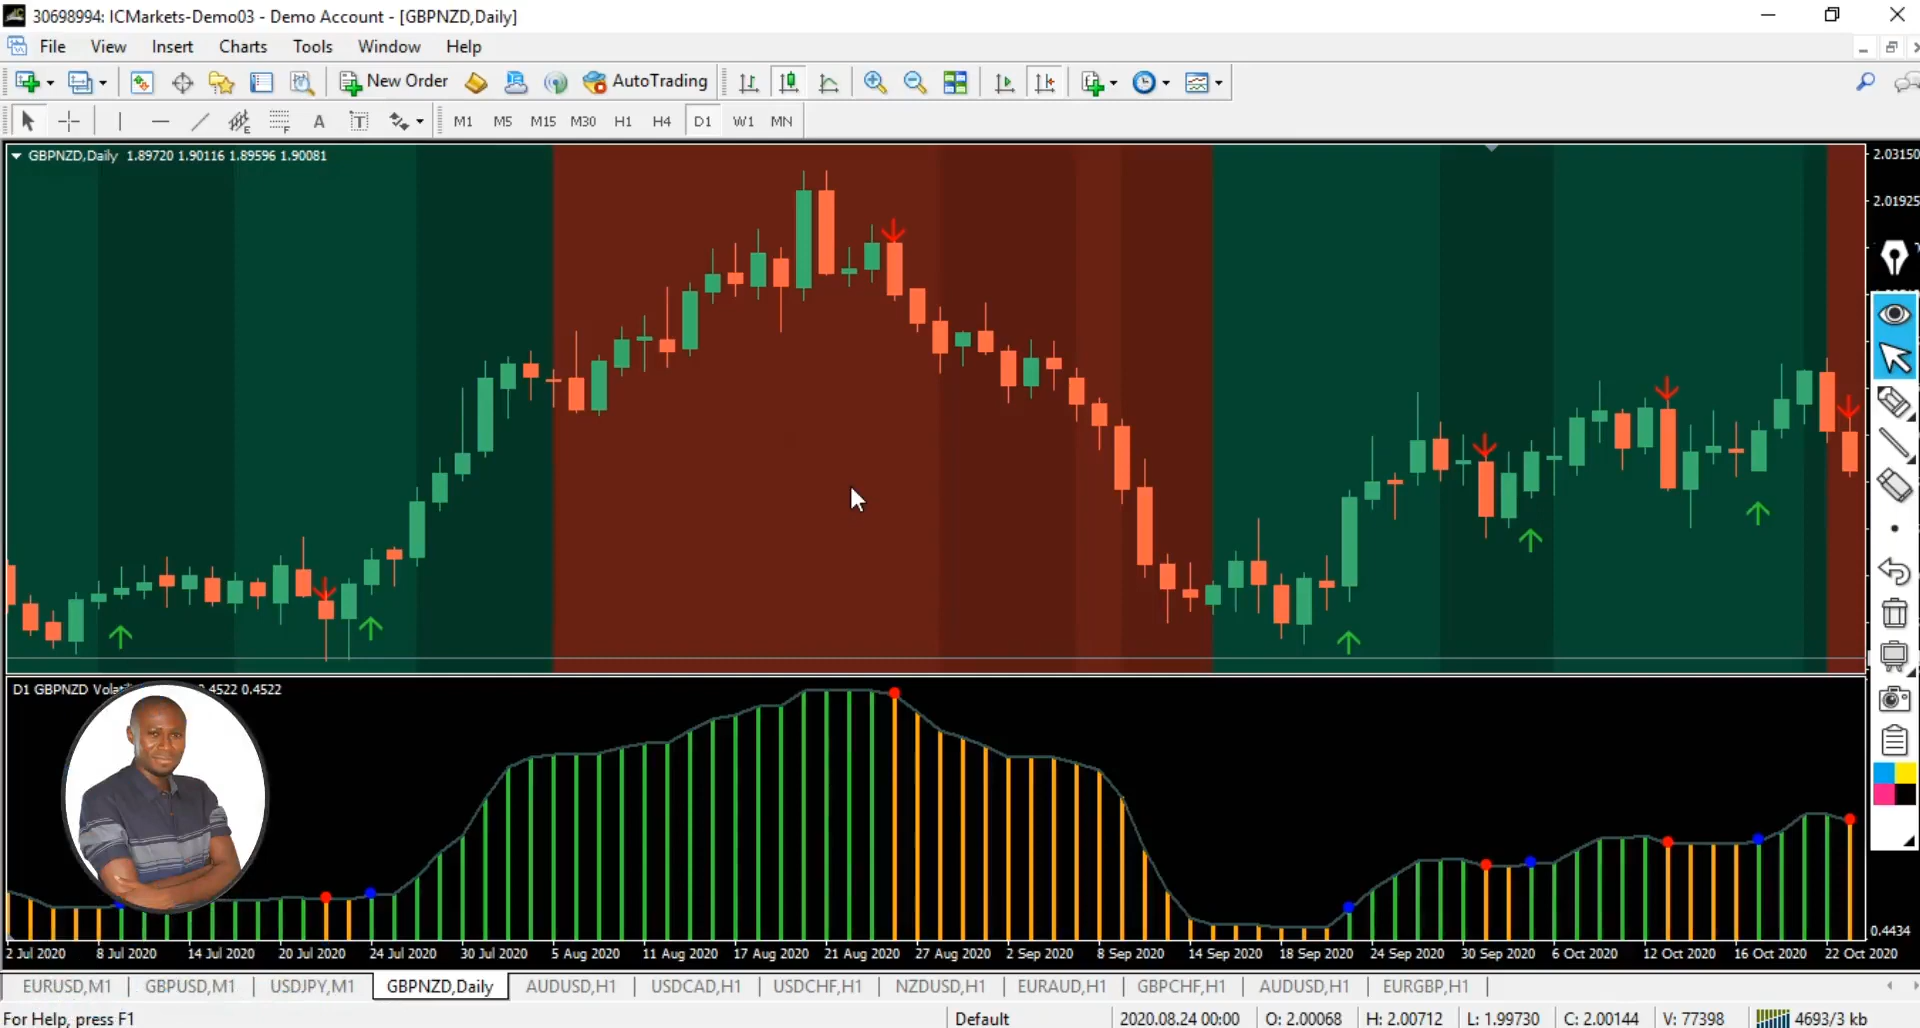 30698994: ICMarkets-Demo03 - Demo Account - [GBPNZD,Daily]
File View Insert Charts Tools Window Help
New Order AutoTrading
A T M1 M5 M15 M30 H1 H4 D1 W1 MN
GBPNZD,Daily 1.89720 1.90116 1.89596 1.90081
2.03150
2.01925
D1 GBPNZD 0.4522
0.4434
2 Jul 2020 8 Jul 2020 14 Jul 2020 20 Jul 2020 24 Jul 2020 30 Jul 2020 5 Aug 2020 11 Aug 2020 17 Aug 2020 21 Aug 2020 27 Aug 2020 2 Sep 2020 8 Sep 2020 14 Sep 2020 18 Sep 2020 24 Sep 2020 30 Sep 2020 6 Oct 2020 12 Oct 2020 16 Oct 2020 22 Oct 2020
EURUSD,M1 GBPUSD,M1 USDJPY,M1 GBPNZD,Daily AUDUSD,H1 USDCAD,H1 USDCHF,H1 NZDUSD,H1 EURAUD,H1 GBPCHF,H1 AUDUSD,H1 EURGBP,H1
For Help, press F1 Default 2020.08.24 00:00 O: 2.00068 H: 2.00712 L: 1.99730 C: 2.00144 V: 77398 4693/3 kb